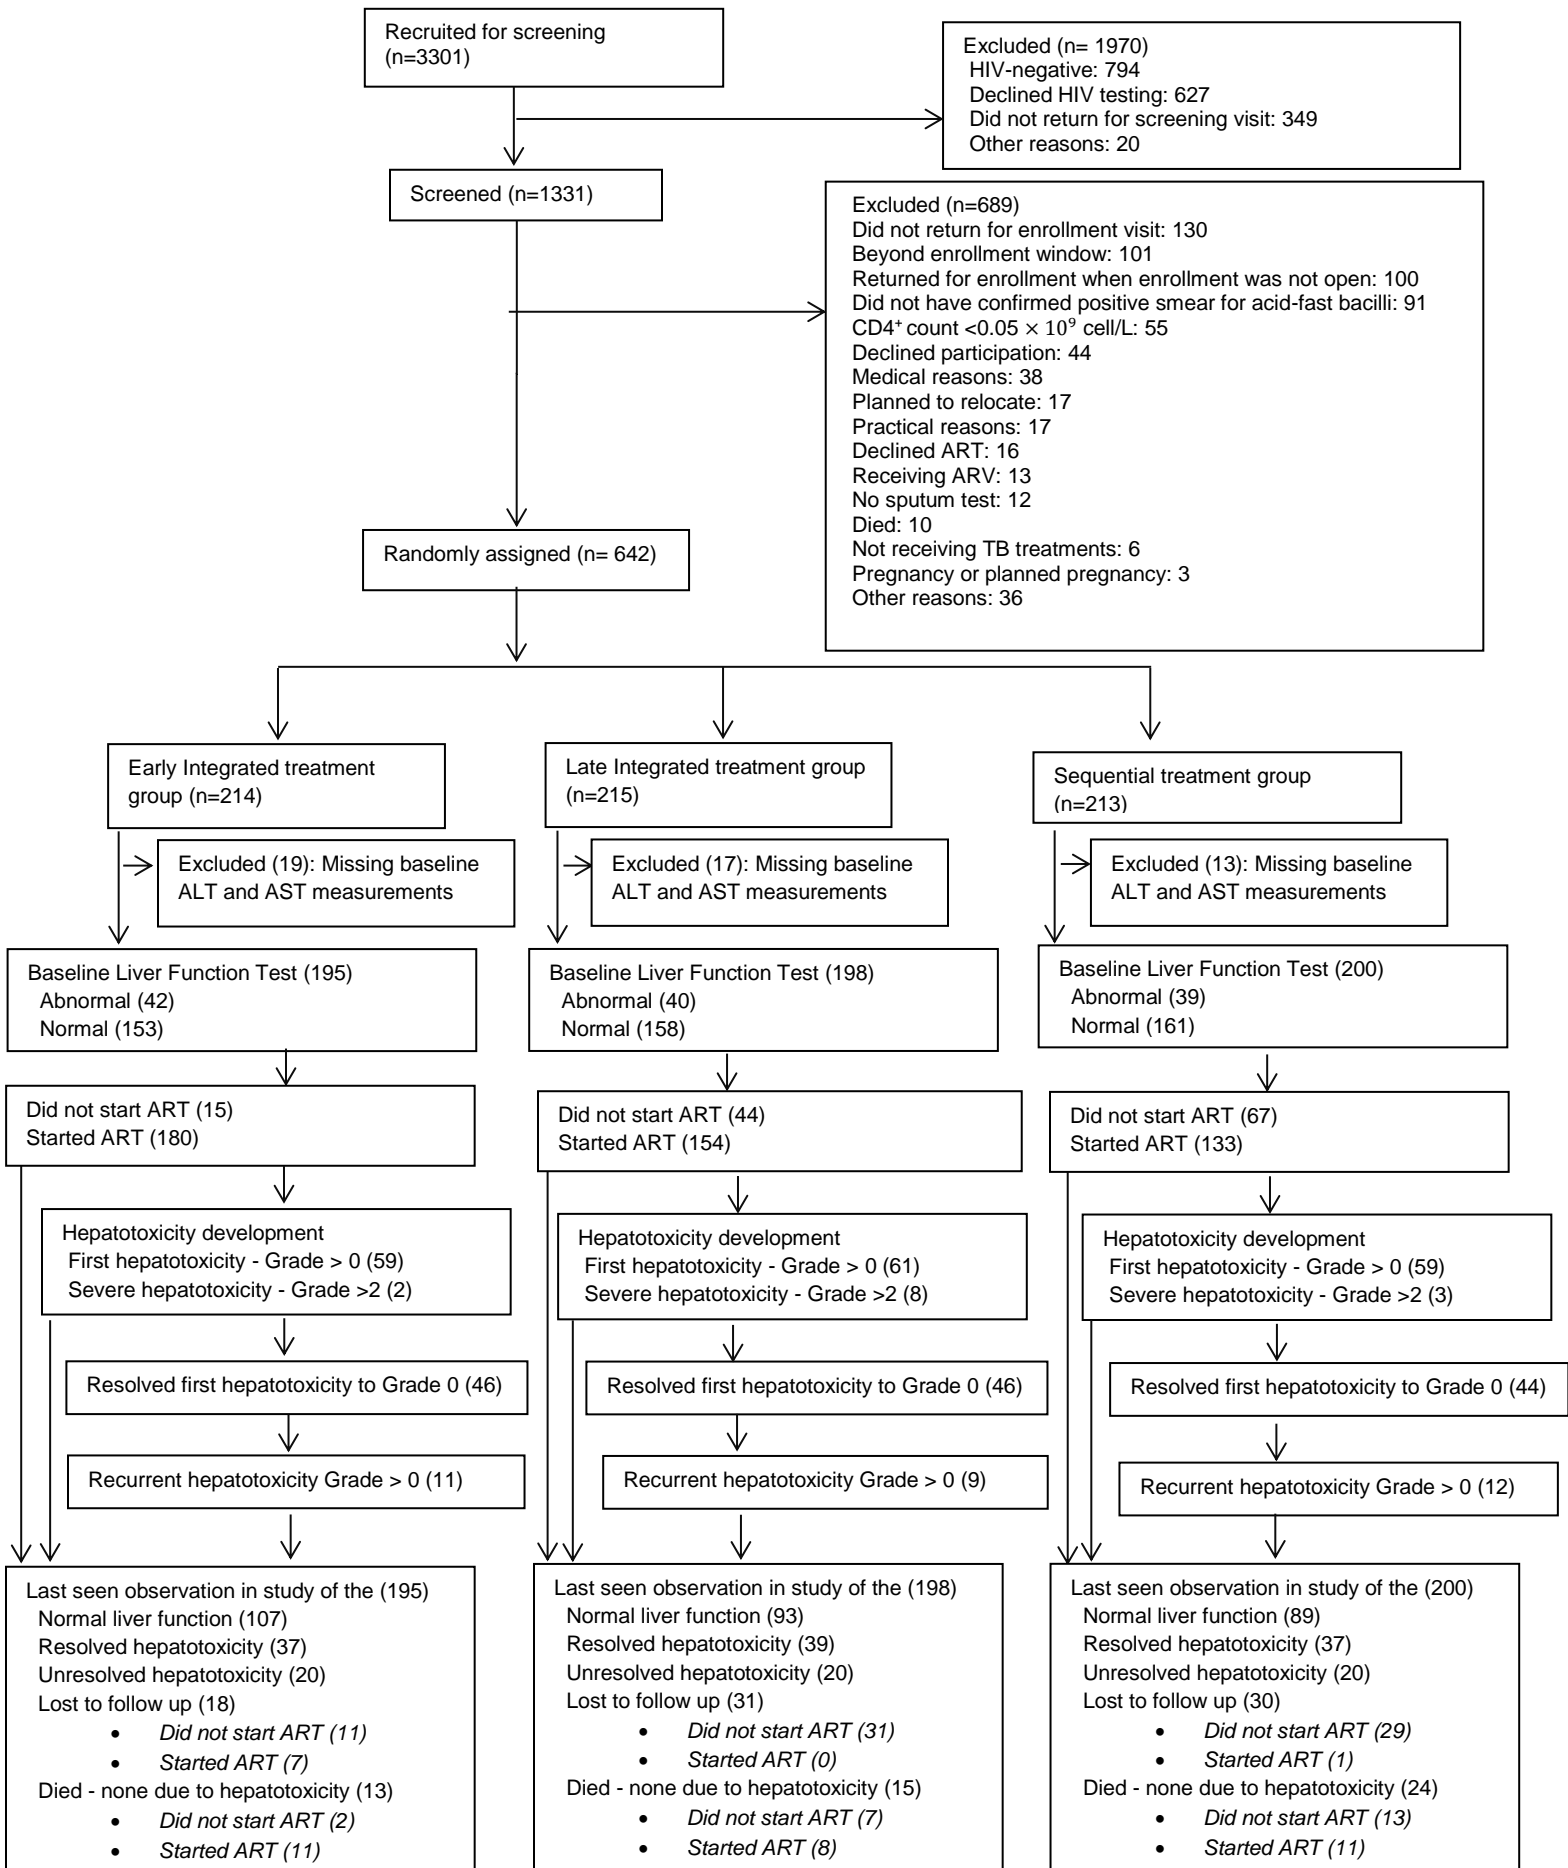 Recruited for screening
(n=3301)
Excluded (n= 1970)
HIV-negative: 794
Declined HIV testing: 627
Did not return for screening visit: 349
Other reasons: 20
Screened (n=1331)
Excluded (n=689)
Did not return for enrollment visit: 130
Beyond enrollment window: 101
Returned for enrollment when enrollment was not open: 100
Did not have confirmed positive smear for acid-fast bacilli: 91
CD4⁺ count <0.05 × 10⁹ cell/L: 55
Declined participation: 44
Medical reasons: 38
Planned to relocate: 17
Practical reasons: 17
Declined ART: 16
Receiving ARV: 13
No sputum test: 12
Died: 10
Not receiving TB treatments: 6
Pregnancy or planned pregnancy: 3
Other reasons: 36
Randomly assigned (n= 642)
Early Integrated treatment
group (n=214)
Excluded (19): Missing baseline
ALT and AST measurements
Baseline Liver Function Test (195)
Abnormal (42)
Normal (153)
Did not start ART (15)
Started ART (180)
Hepatotoxicity development
First hepatotoxicity - Grade > 0 (59)
Severe hepatotoxicity - Grade >2 (2)
Resolved first hepatotoxicity to Grade 0 (46)
Recurrent hepatotoxicity Grade > 0 (11)
Last seen observation in study of the (195)
Normal liver function (107)
Resolved hepatotoxicity (37)
Unresolved hepatotoxicity (20)
Lost to follow up (18)
• Did not start ART (11)
• Started ART (7)
Died - none due to hepatotoxicity (13)
• Did not start ART (2)
• Started ART (11)
Late Integrated treatment group
(n=215)
Excluded (17): Missing baseline
ALT and AST measurements
Baseline Liver Function Test (198)
Abnormal (40)
Normal (158)
Did not start ART (44)
Started ART (154)
Hepatotoxicity development
First hepatotoxicity - Grade > 0 (61)
Severe hepatotoxicity - Grade >2 (8)
Resolved first hepatotoxicity to Grade 0 (46)
Recurrent hepatotoxicity Grade > 0 (9)
Last seen observation in study of the (198)
Normal liver function (93)
Resolved hepatotoxicity (39)
Unresolved hepatotoxicity (20)
Lost to follow up (31)
• Did not start ART (31)
• Started ART (0)
Died - none due to hepatotoxicity (15)
• Did not start ART (7)
• Started ART (8)
Sequential treatment group
(n=213)
Excluded (13): Missing baseline
ALT and AST measurements
Baseline Liver Function Test (200)
Abnormal (39)
Normal (161)
Did not start ART (67)
Started ART (133)
Hepatotoxicity development
First hepatotoxicity - Grade > 0 (59)
Severe hepatotoxicity - Grade >2 (3)
Resolved first hepatotoxicity to Grade 0 (44)
Recurrent hepatotoxicity Grade > 0 (12)
Last seen observation in study of the (200)
Normal liver function (89)
Resolved hepatotoxicity (37)
Unresolved hepatotoxicity (20)
Lost to follow up (30)
• Did not start ART (29)
• Started ART (1)
Died - none due to hepatotoxicity (24)
• Did not start ART (13)
• Started ART (11)